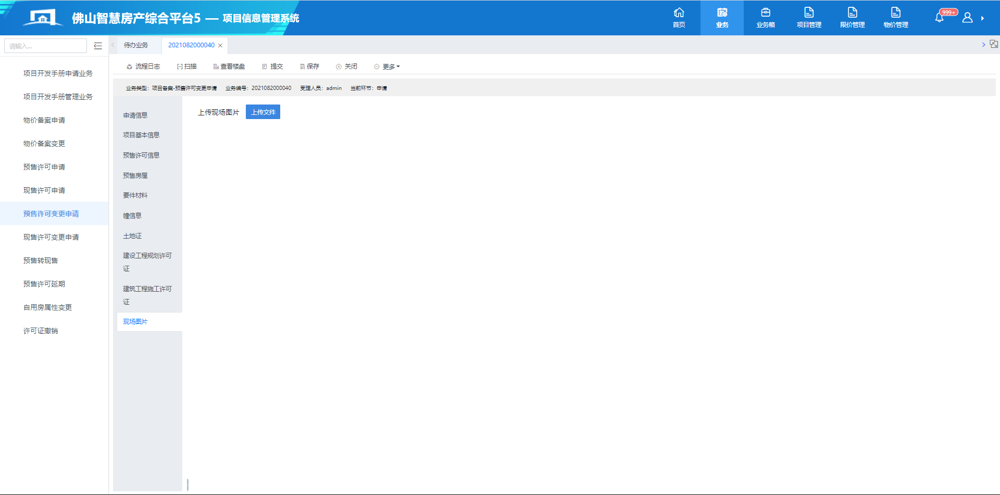 佛山智慧房产综合平台5 — 项目信息管理系统
首页
业务
业务箱
项目管理
限价管理
物价管理
999+
请输入...
待办业务
2021082000040
流程日志
扫描
查看楼盘
提交
保存
关闭
更多
业务类型：项目备案-预售许可变更申请 业务编号：2021082000040 受理人员：admin 当前环节：申请
项目开发手册申请业务
项目开发手册管理业务
物价备案申请
物价备案变更
预售许可申请
现售许可申请
预售许可变更申请
现售许可变更申请
预售转现售
预售许可延期
自用房属性变更
许可证撤销
申请信息
项目基本信息
预售许可信息
预售房屋
要件材料
幢信息
土地证
建设工程规划许可
证
建筑工程施工许可
证
现场图片
上传现场图片
上传文件